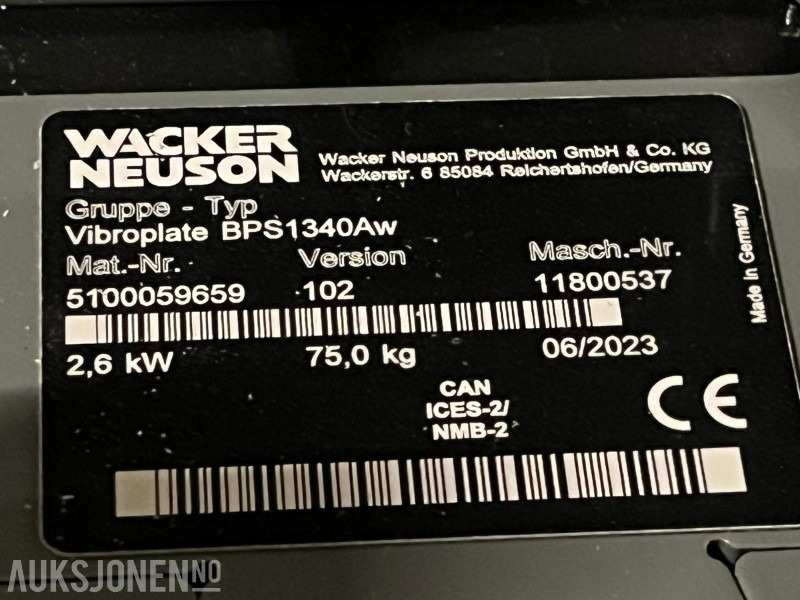 WACKER
NEUSON
Wacker Neuson Produktion GmbH & Co. KG
Wackerstr. 6 85084 Reichertshofen/Germany
Gruppe - Typ
Vibroplate BPS1340Aw
Mat.-Nr. Version Masch.-Nr.
5100059659 102 11800537
2,6 kW 75,0 kg 06/2023
CAN
ICES-2/
NMB-2
CE
Made in Germany
AUKSJONEN.NO